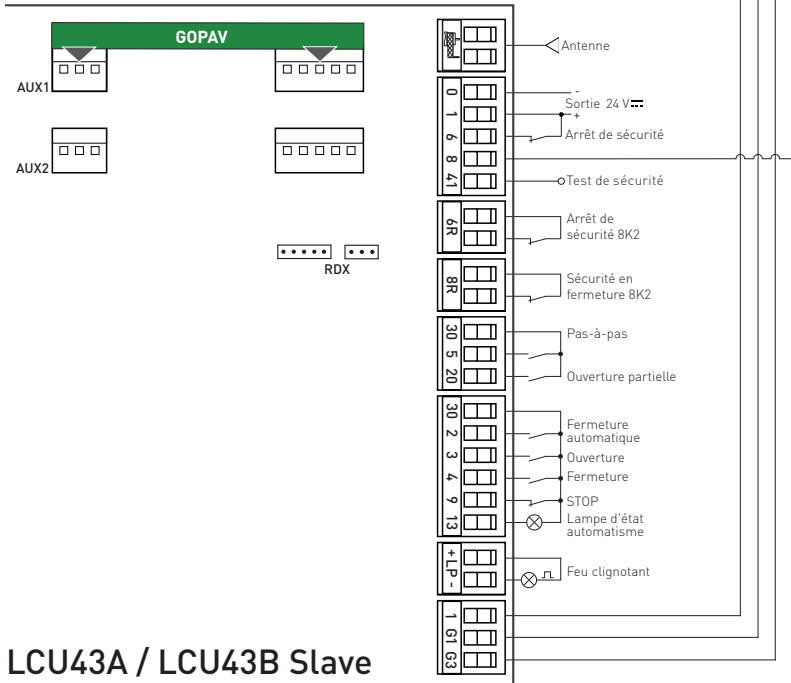 GOPAV
AUX1
AUX2
RDX
Antenne
0
-
Sortie 24 V
1
+
6
Arrêt de sécurité
8
41
Test de sécurité
6R
Arrêt de
sécurité 8K2
8R
Sécurité en
fermeture 8K2
30
Pas-à-pas
5
20
Ouverture partielle
30
Fermeture
automatique
2
3
Ouverture
4
Fermeture
9
STOP
13
Lampe d'état
automatisme
+ LP -
Feu clignotant
1
G1
G3
LCU43A / LCU43B Slave